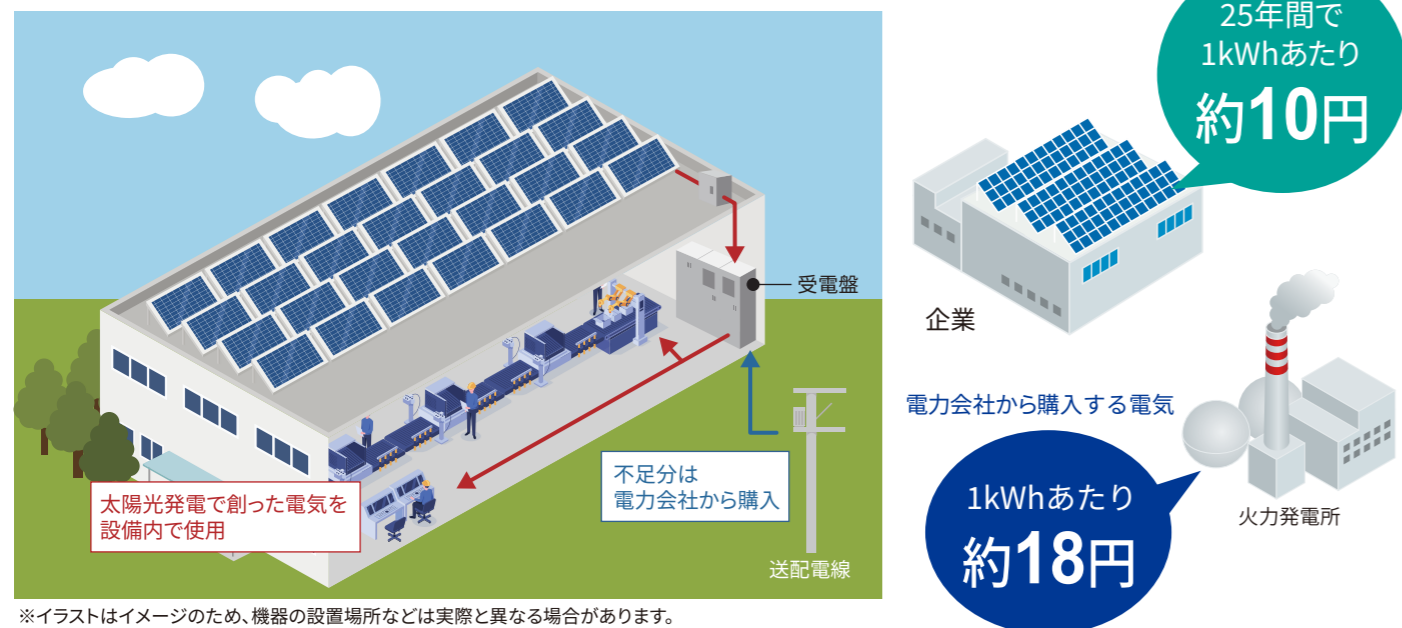 受電盤
太陽光発電で創った電気を
設備内で使用
不足分は
電力会社から購入
送配電線
※イラストはイメージのため、機器の設置場所などは実際と異なる場合があります。
25年間で
1kWhあたり
約10円
企業
電力会社から購入する電気
1kWhあたり
約18円
火力発電所